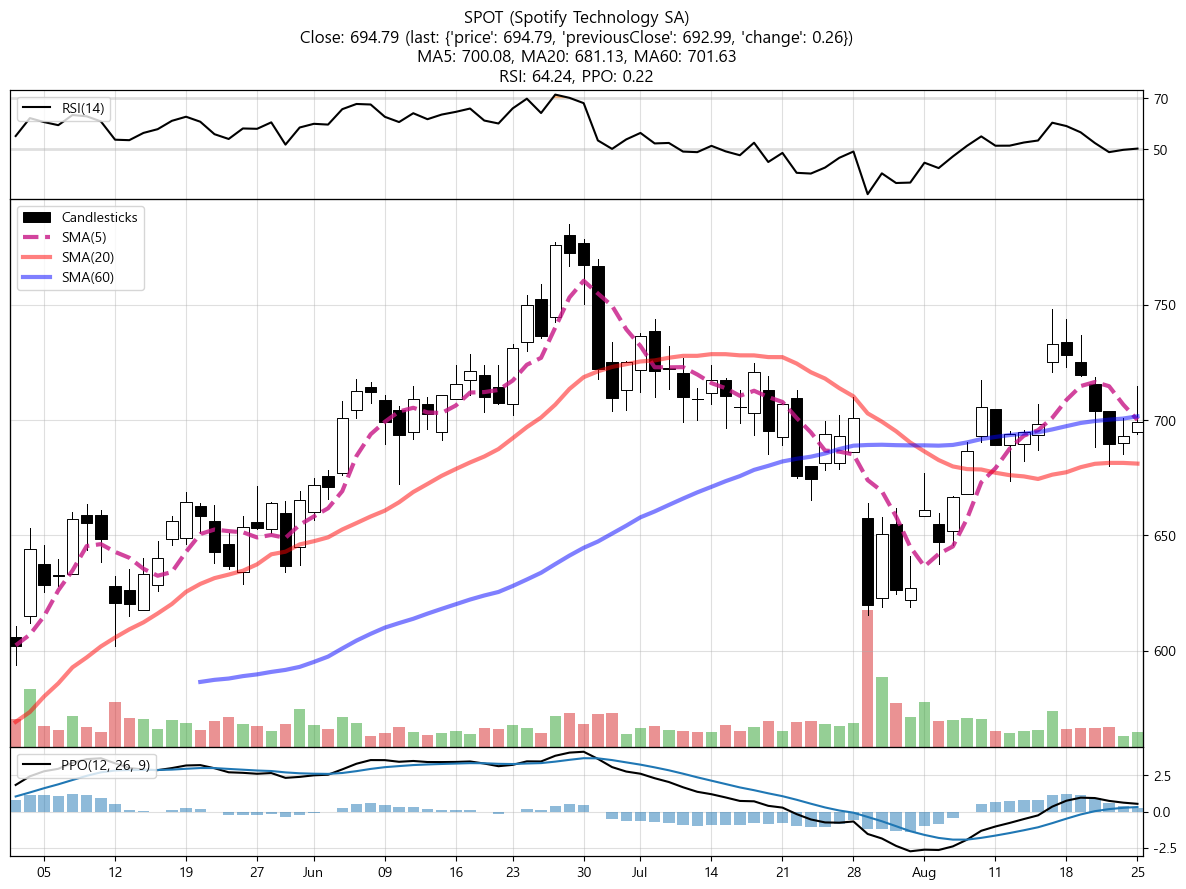 SPOT (Spotify Technology SA)
Close: 694.79 (last: {'price': 694.79, 'previousClose': 692.99, 'change': 0.26})
MA5: 700.08, MA20: 681.13, MA60: 701.63
RSI: 64.24, PPO: 0.22
RSI(14)
70
50
Candlesticks
SMA(5)
SMA(20)
SMA(60)
750
700
650
600
PPO(12, 26, 9)
2.5
0.0
-2.5
05 12 19 27 Jun 09 16 23 Jul 14 21 28 Aug 11 18 25